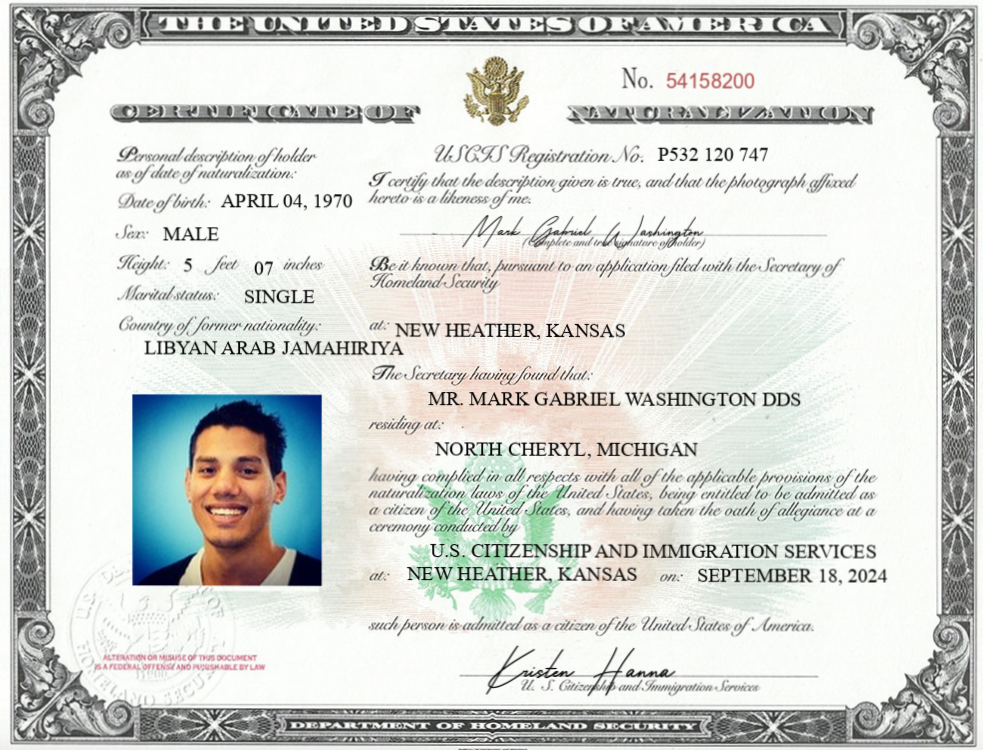 THE UNITED STATES OF AMERICA
No. 54158200
CERTIFICATE OF NATURALIZATION
Personal description of holder
as of date of naturalization:
Date of birth: APRIL 04, 1970
Sex: MALE
Height: 5 feet 07 inches
Marital status: SINGLE
Country of former nationality:
LIBYAN ARAB JAMAHIRIYA
USCIS Registration No. P532 120 747
I certify that the description given is true, and that the photograph affixed
hereto is a likeness of me.
Mark Gabriel Washington
(Complete and true signature of holder)
Be it known that, pursuant to an application filed with the Secretary of
Homeland Security
at: NEW HEATHER, KANSAS
The Secretary having found that:
MR. MARK GABRIEL WASHINGTON DDS
residing at:
NORTH CHERYL, MICHIGAN
having complied in all respects with all of the applicable provisions of the
naturalization laws of the United States, being entitled to be admitted as
a citizen of the United States, and having taken the oath of allegiance at a
ceremony conducted by
U.S. CITIZENSHIP AND IMMIGRATION SERVICES
at: NEW HEATHER, KANSAS on: SEPTEMBER 18, 2024
such person is admitted as a citizen of the United States of America.
Kristen Hanna
U. S. Citizenship and Immigration Services
ALTERATION OR MISUSE OF THIS DOCUMENT
IS A FEDERAL OFFENSE AND PUNISHABLE BY LAW
DEPARTMENT OF HOMELAND SECURITY